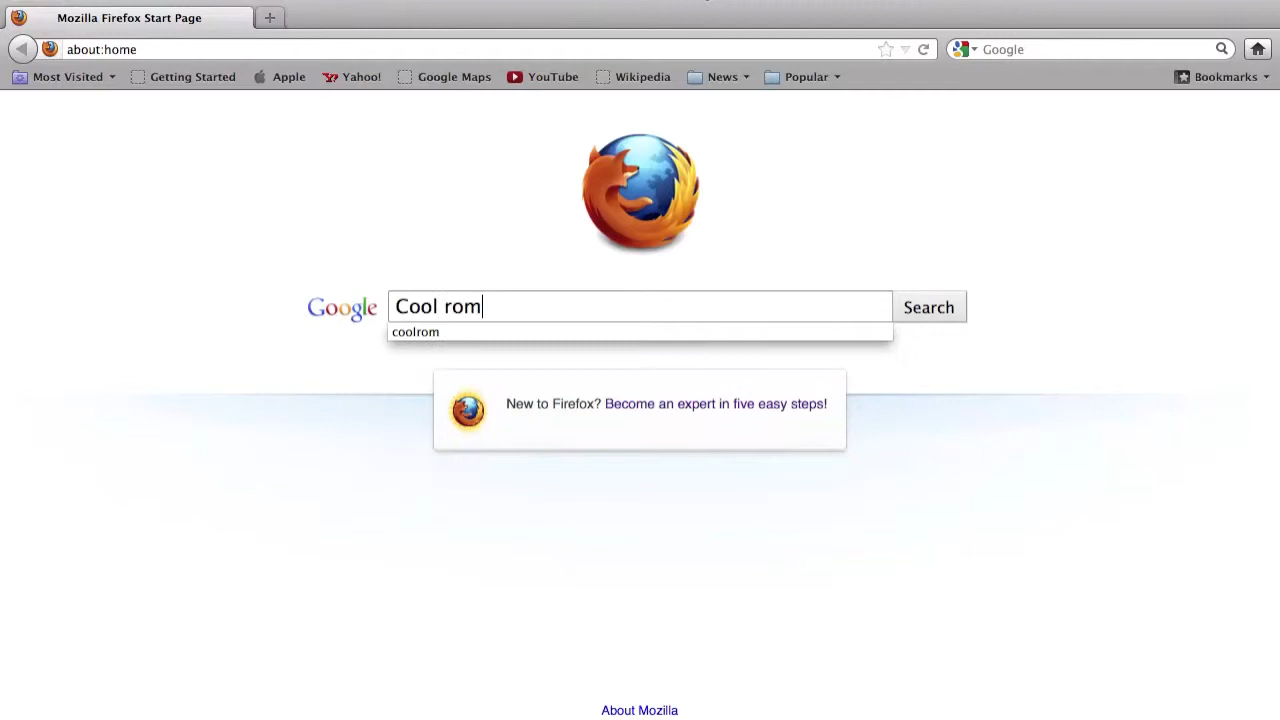 Mozilla Firefox Start Page
about:home
Google
Most Visited
Getting Started
Apple
Yahoo!
Google Maps
YouTube
Wikipedia
News
Popular
Bookmarks
Google
Cool rom
Search
coolrom
New to Firefox? Become an expert in five easy steps!
About Mozilla